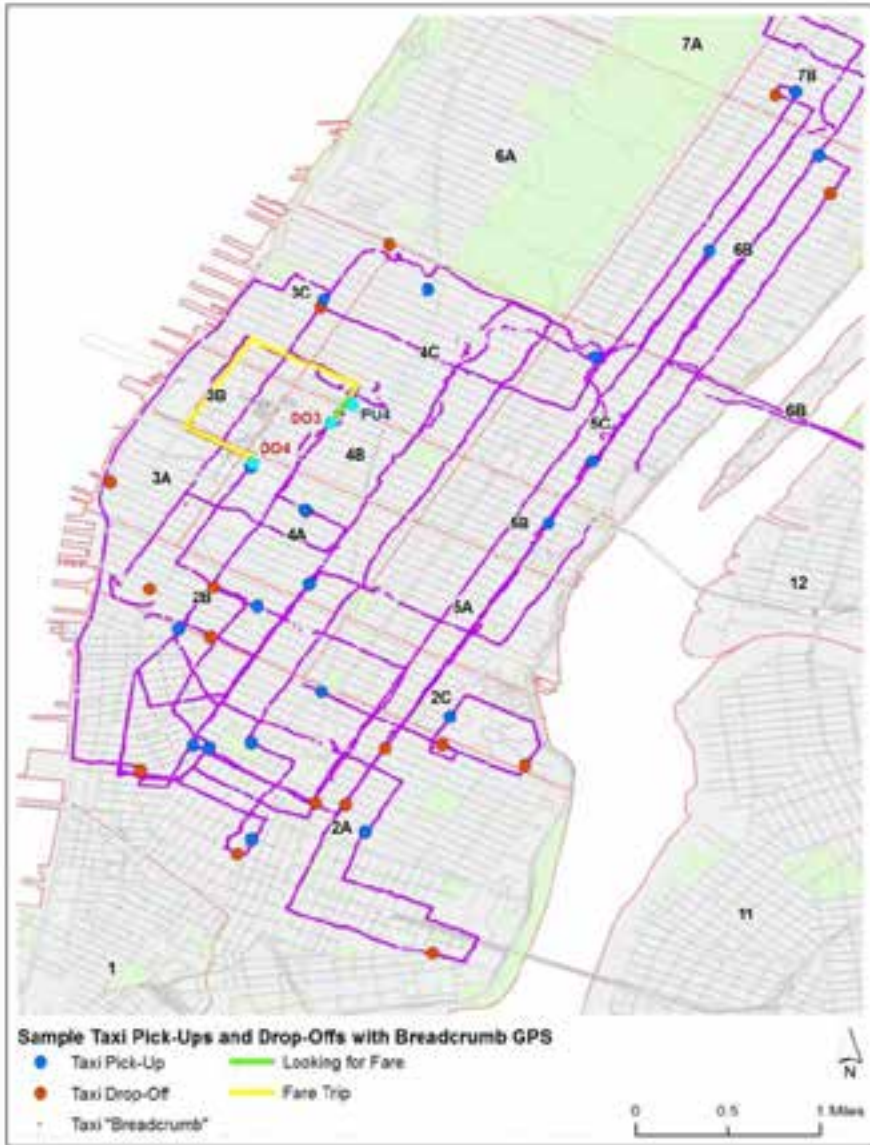 7A
7B
6A
6B
3C
4C
3B
5C
6B
DO3
PU4
DO4
4B
3A
5B
4A
12
2B
5A
2C
2A
11
1
Sample Taxi Pick-Ups and Drop-Offs with Breadcrumb GPS
Taxi Pick-Up
Looking for Fare
Taxi Drop-Off
Fare Trip
Taxi "Breadcrumb"
N
0 0.5 1 Miles